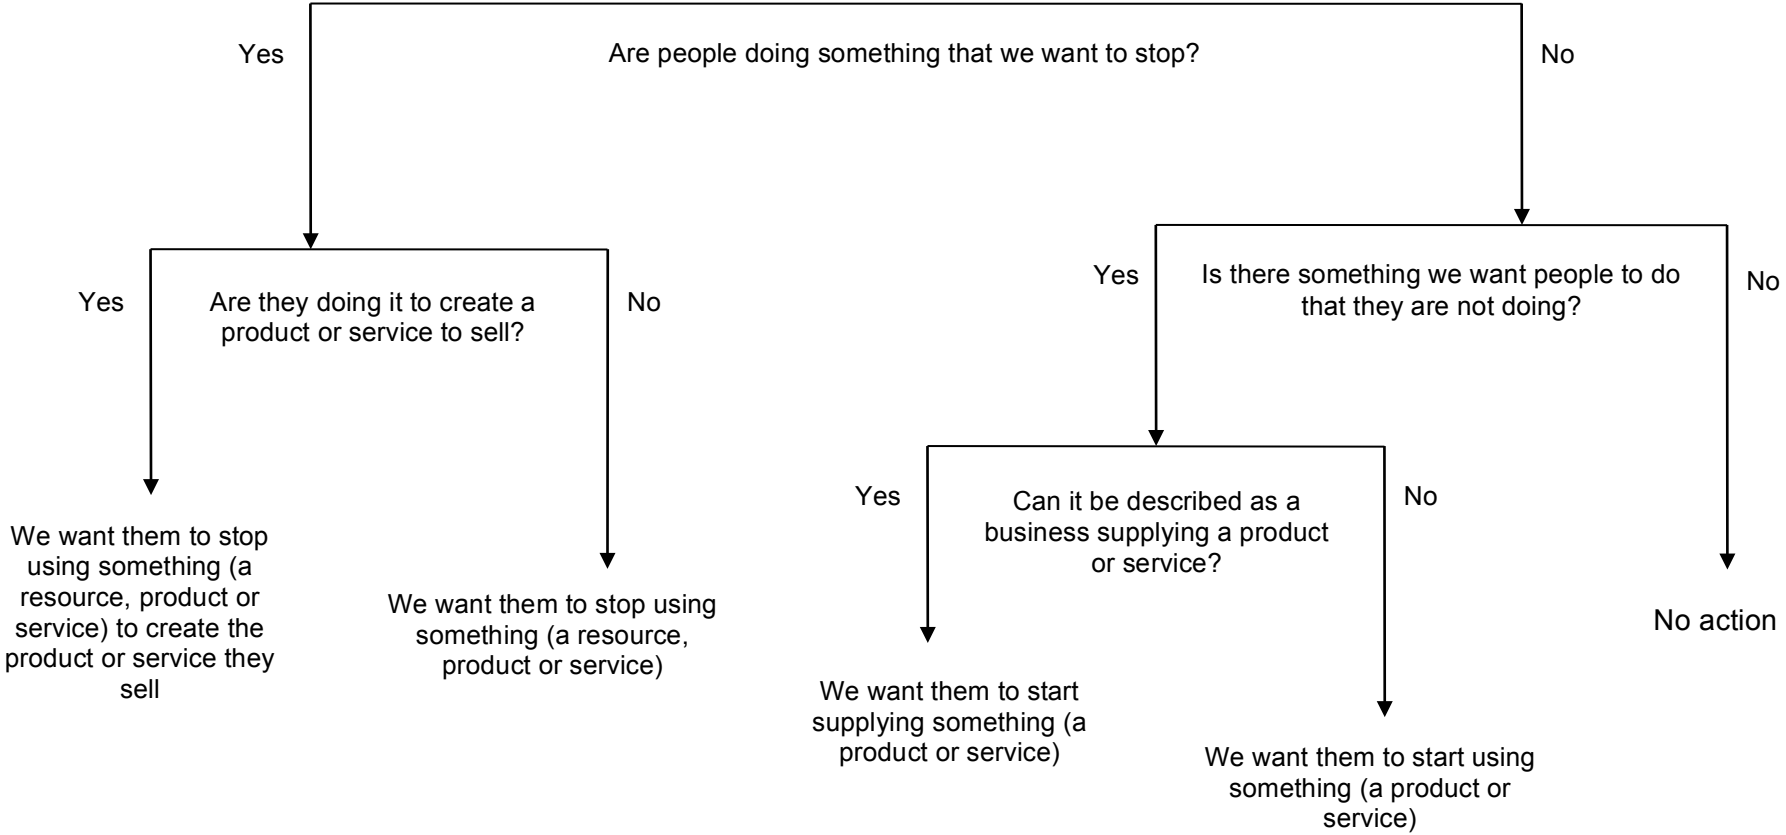 Yes
Are people doing something that we want to stop?
No
Yes
Are they doing it to create a
product or service to sell?
No
Yes
Is there something we want people to do
that they are not doing?
No
We want them to stop
using something (a
resource, product or
service) to create the
product or service they
sell
We want them to stop using
something (a resource,
product or service)
Yes
Can it be described as a
business supplying a product
or service?
No
No action
We want them to start
supplying something (a
product or service)
We want them to start using
something (a product or
service)